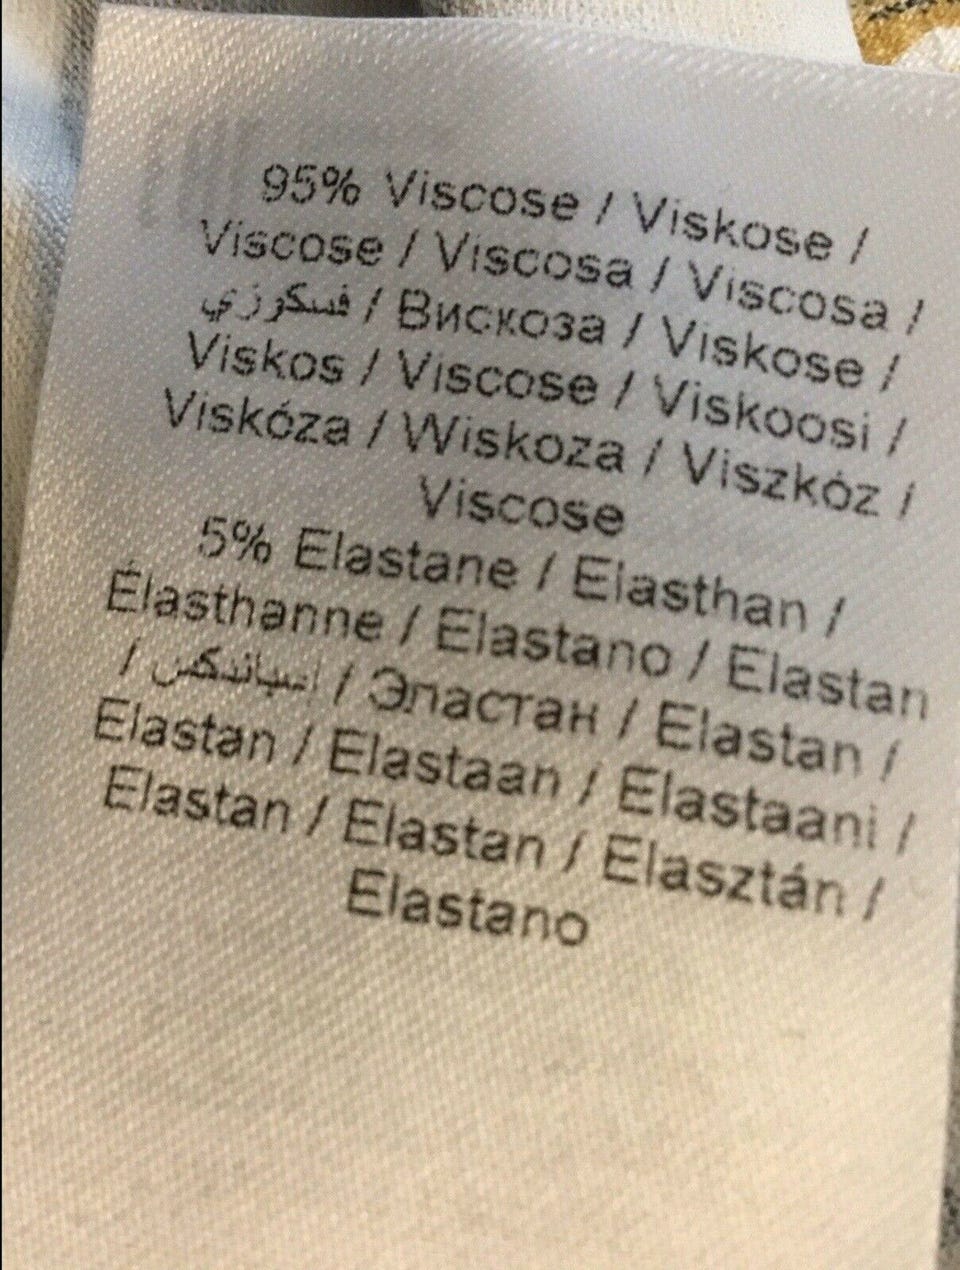 95% Viscose / Viskose /
Viscose / Viscosa / Viscosa /
فسكوزي / Вискоза / Viskose /
Viskos / Viscose / Viskoosi /
Viskóza / Wiskoza / Viszkóz /
Viscose
5% Elastane / Elasthan /
Élasthanne / Elastano / Elastan
/ اسباندكس / Эластан / Elastan /
Elastan / Elastaan / Elastaani /
Elastan / Elastan / Elasztán /
Elastano